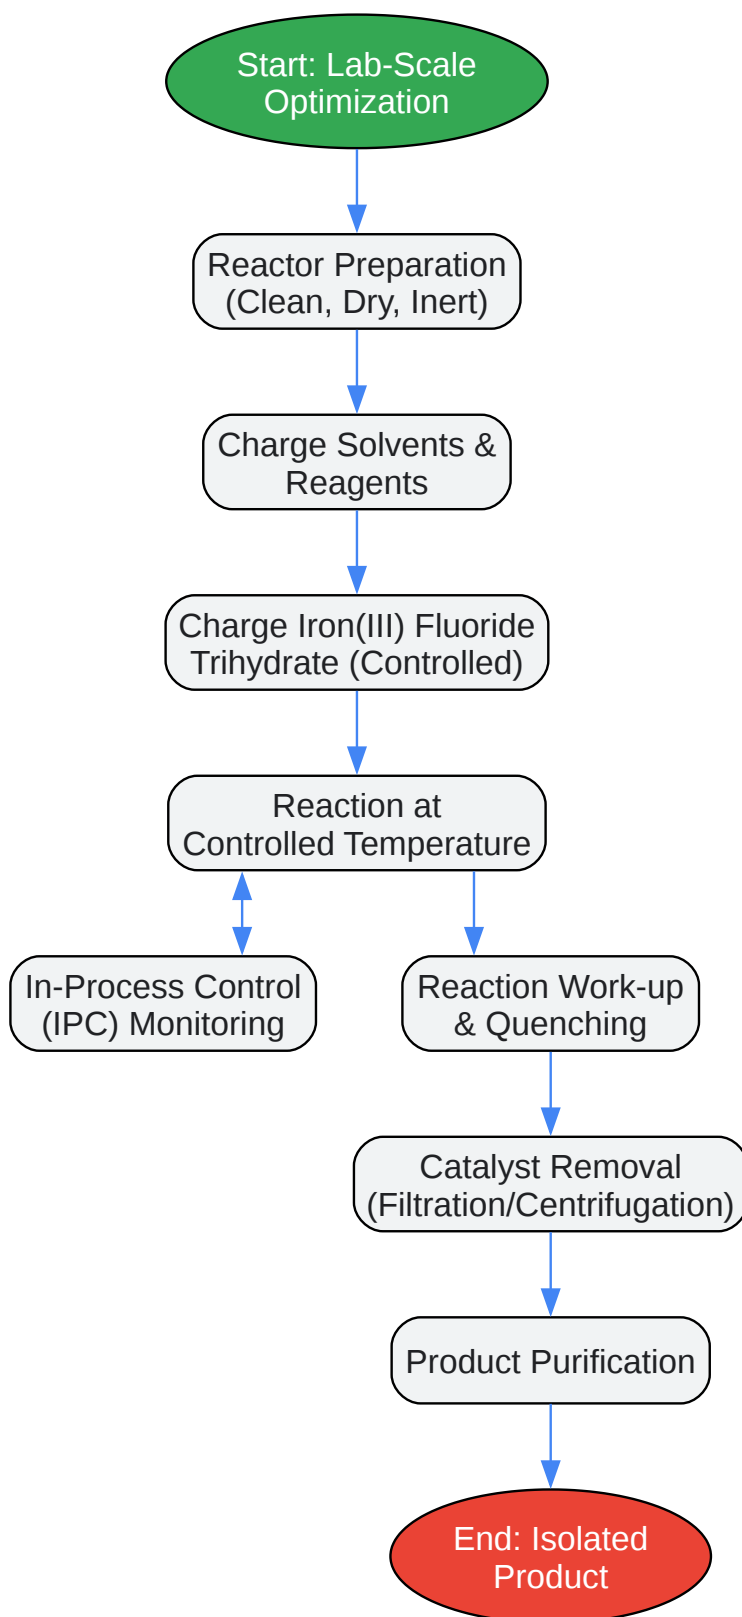 Start: Lab-Scale
Optimization
Reactor Preparation
(Clean, Dry, Inert)
Charge Solvents &
Reagents
Charge Iron(III) Fluoride
Trihydrate (Controlled)
Reaction at
Controlled Temperature
In-Process Control
(IPC) Monitoring
Reaction Work-up
& Quenching
Catalyst Removal
(Filtration/Centrifugation)
Product Purification
End: Isolated
Product